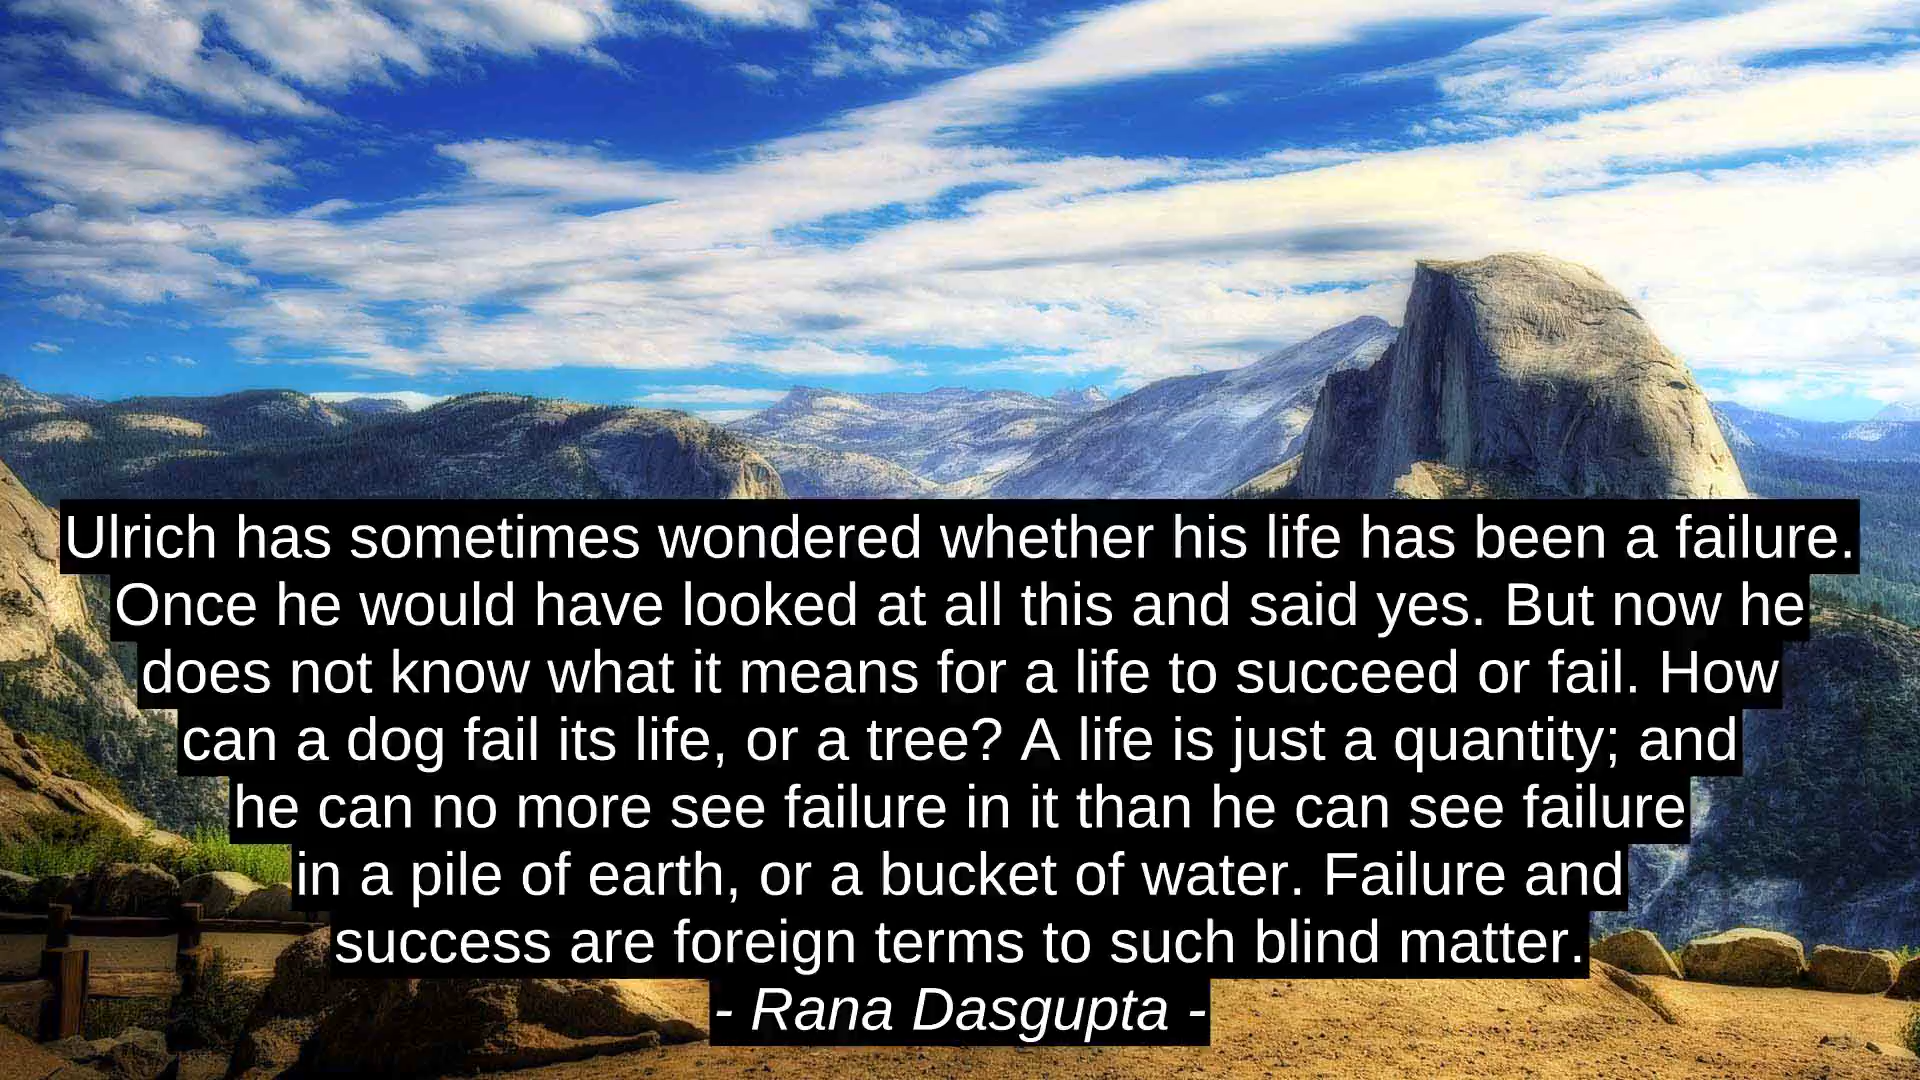 Ulrich has sometimes wondered whether his life has been a failure.
Once he would have looked at all this and said yes. But now he
does not know what it means for a life to succeed or fail. How
can a dog fail its life, or a tree? A life is just a quantity; and
he can no more see failure in it than he can see failure
in a pile of earth, or a bucket of water. Failure and
success are foreign terms to such blind matter.
- Rana Dasgupta -